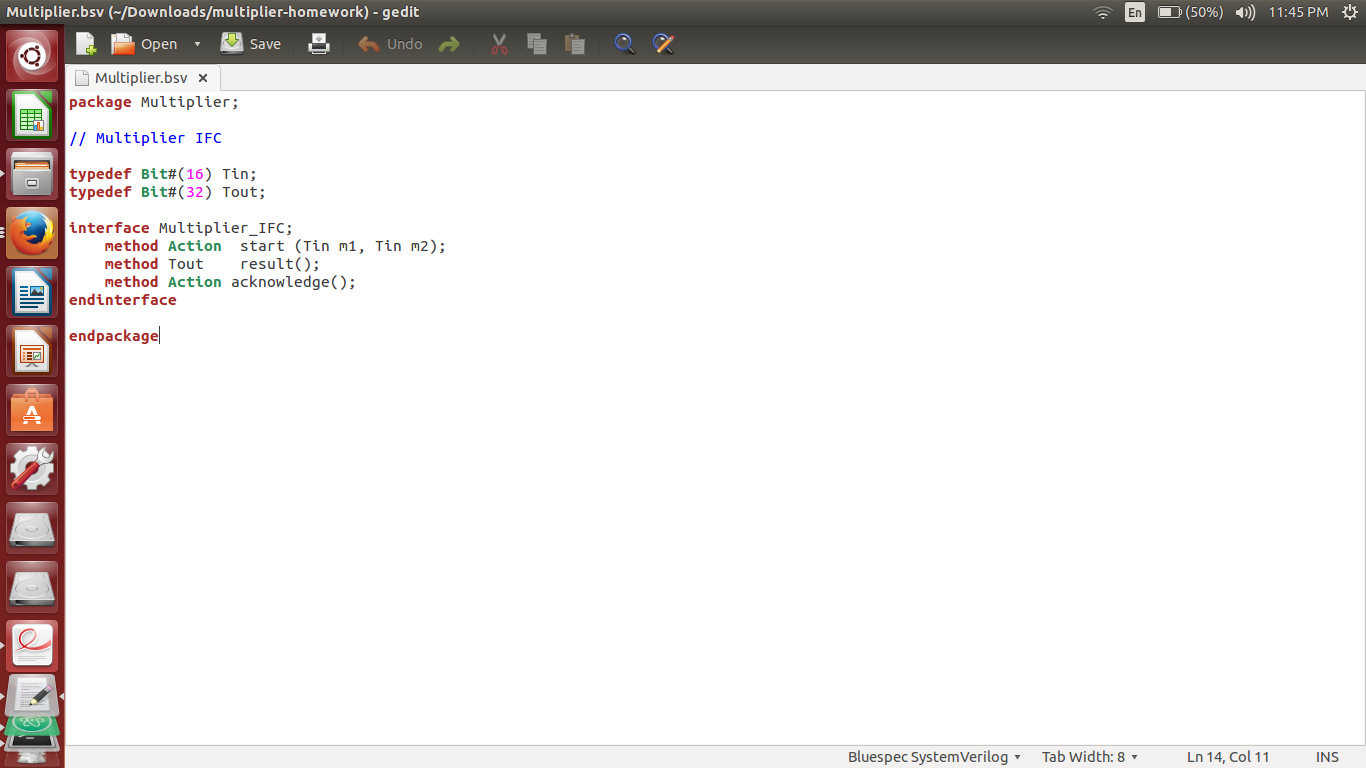 Multiplier.bsv (~/Downloads/multiplier-homework) - gedit
En (50%) 11:45 PM
Open Save Undo
Multiplier.bsv
package Multiplier;
// Multiplier IFC
typedef Bit#(16) Tin;
typedef Bit#(32) Tout;
interface Multiplier_IFC;
    method Action  start (Tin m1, Tin m2);
    method Tout    result();
    method Action acknowledge();
endinterface
endpackage
Bluespec SystemVerilog Tab Width: 8 Ln 14, Col 11 INS